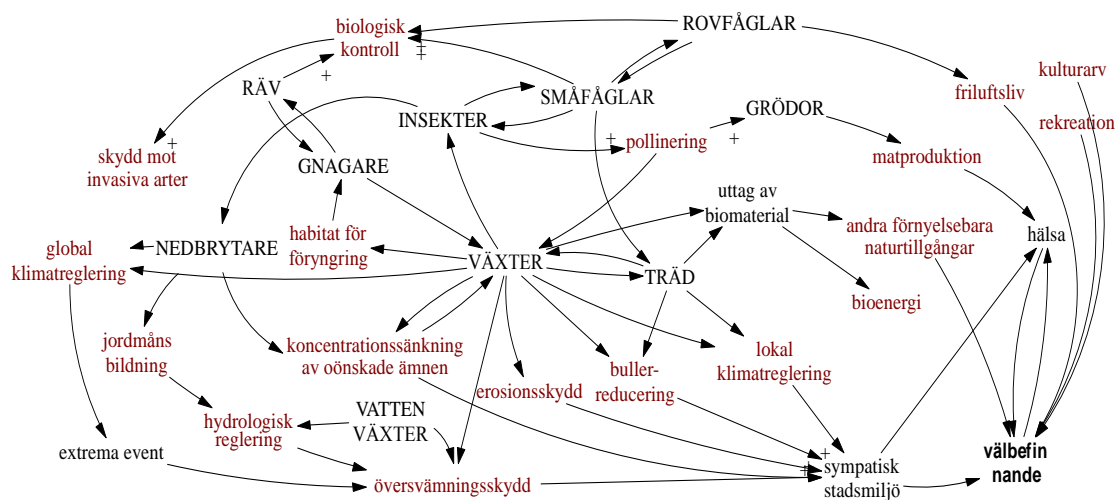 ROVFÅGLAR
biologisk
kontroll
+
+
+
RÄV
kulturarv
friluftsliv
SMÅFÅGLAR
GRÖDOR
INSEKTER
rekreation
+
pollinering
+
+
skydd mot
invasiva arter
GNAGARE
matproduktion
uttag av
biomaterial
habitat för
föryngring
andra förnyelsebara
naturtillgångar
hälsa
global
klimatreglering
NEDBRYTARE
VÄXTER
TRÄD
bioenergi
jordmåns
bildning
koncentrationssänkning
av oönskade ämnen
buller-
reducering
lokal
klimatreglering
erosionsskydd
hydrologisk
reglering
VATTEN
VÄXTER
extrema event
+
+
sympatisk
stadsmiljö
välbefin
nande
översvämningsskydd